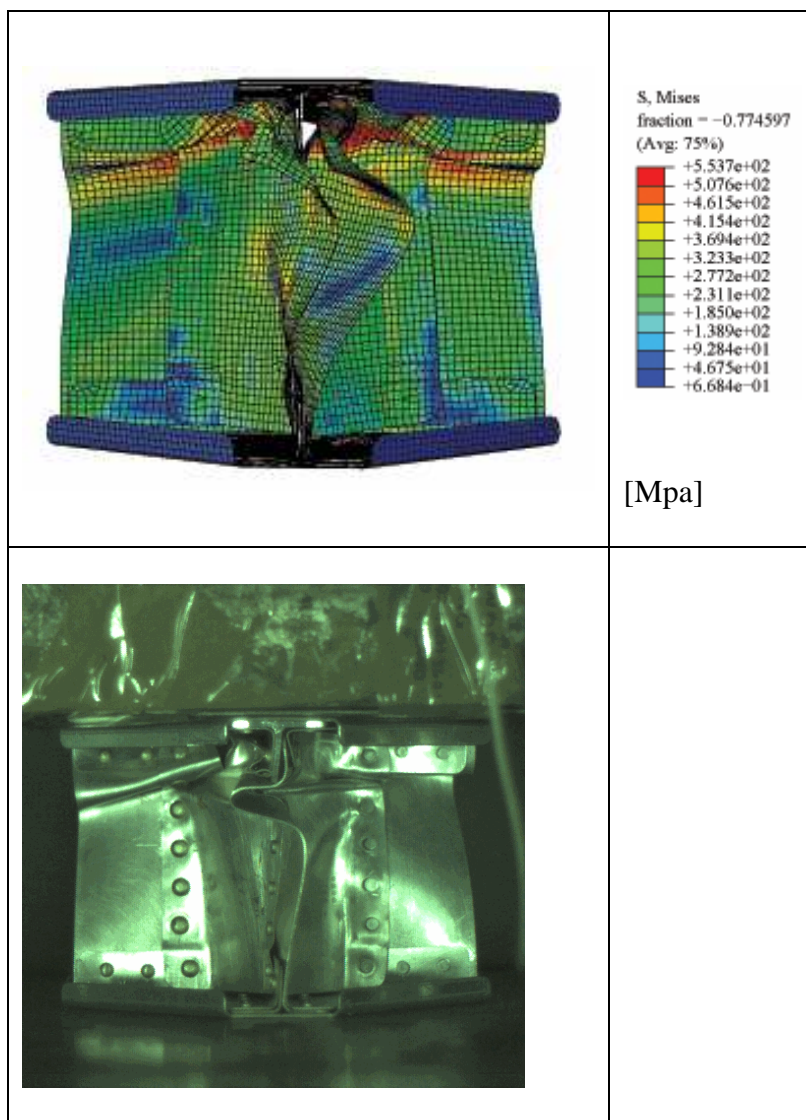 S, Mises
fraction = −0.774597
(Avg: 75%)
+5.537e+02
+5.076e+02
+4.615e+02
+4.154e+02
+3.694e+02
+3.233e+02
+2.772e+02
+2.311e+02
+1.850e+02
+1.389e+02
+9.284e+01
+4.675e+01
+6.684e−01
[Mpa]